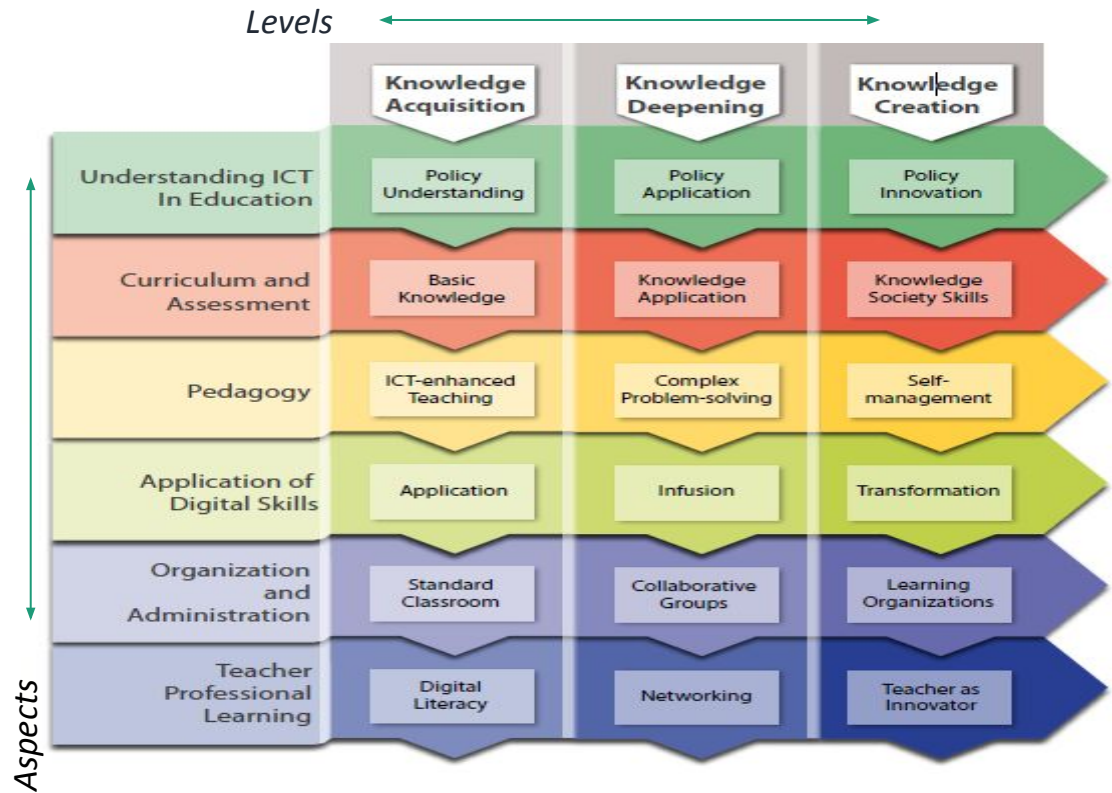 Levels
Knowledge
Acquisition
Knowledge
Deepening
Knowledge
Creation
Understanding ICT
In Education
Policy
Understanding
Policy
Application
Policy
Innovation
Curriculum and
Assessment
Basic
Knowledge
Knowledge
Application
Knowledge
Society Skills
Pedagogy
ICT-enhanced
Teaching
Complex
Problem-solving
Self-
management
Application of
Digital Skills
Application
Infusion
Transformation
Organization
and
Administration
Standard
Classroom
Collaborative
Groups
Learning
Organizations
Teacher
Professional
Learning
Digital
Literacy
Networking
Teacher as
Innovator
Aspects